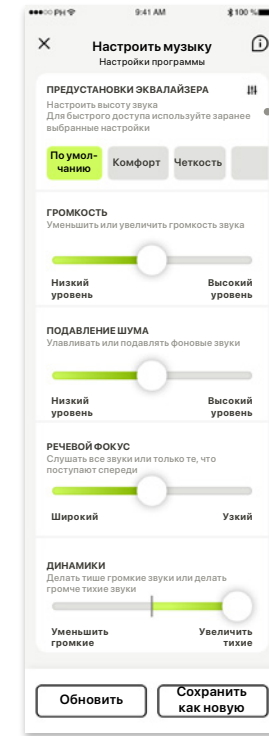 PH
9:41 AM
100 %
Настроить музыку
Настройки программы
ПРЕДУСТАНОВКИ ЭКВАЛАЙЗЕРА
Настроить высоту звука
Для быстрого доступа используйте заранее
выбранные настройки
По умол-
чанию
Комфорт
Четкость
ГРОМКОСТЬ
Уменьшить или увеличить громкость звука
Низкий
уровень
Высокий
уровень
ПОДАВЛЕНИЕ ШУМА
Улавливать или подавлять фоновые звуки
Низкий
уровень
Высокий
уровень
РЕЧЕВОЙ ФОКУС
Слушать все звуки или только те, что
поступают спереди
Широкий
Узкий
ДИНАМИКИ
Делать тише громкие звуки или делать
громче тихие звуки
Уменьшить
громкие
Увеличить
тихие
Обновить
Сохранить
как новую